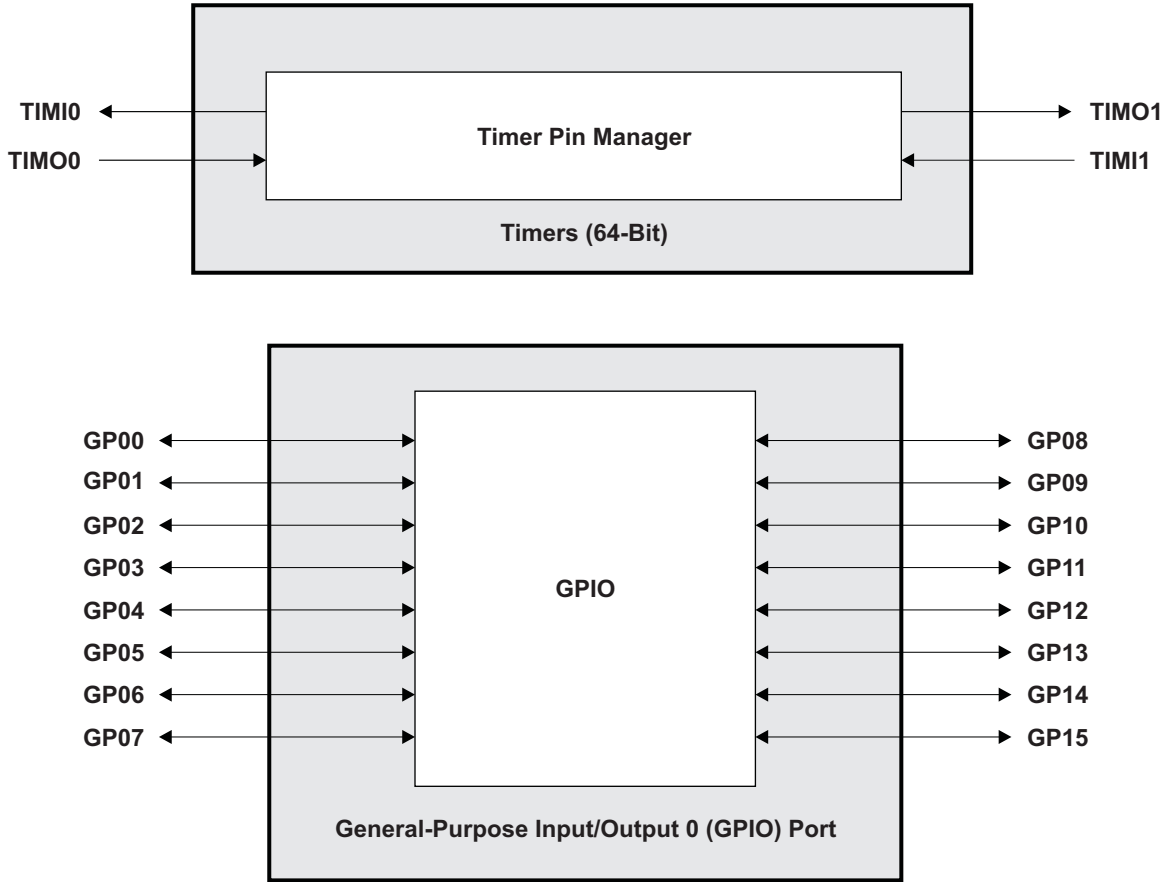 TIMI0
TIMO0
Timer Pin Manager
TIMO1
TIMI1
Timers (64-Bit)
GP00
GP01
GP02
GP03
GP04
GP05
GP06
GP07
GPIO
GP08
GP09
GP10
GP11
GP12
GP13
GP14
GP15
General-Purpose Input/Output 0 (GPIO) Port